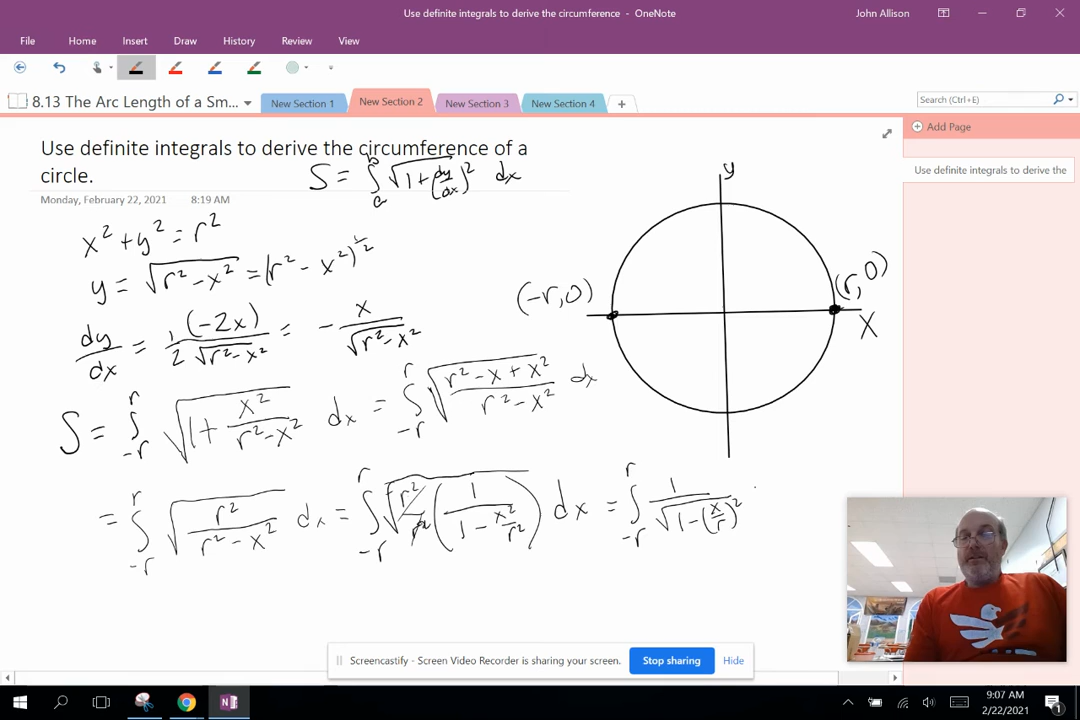 Use definite integrals to derive the circumference - OneNote
John Allison
File Home Insert Draw History Review View
8.13 The Arc Length of a Sm... New Section 1 New Section 2 New Section 3 New Section 4 +
Search (Ctrl+E)
Add Page
Use definite integrals to derive the
Use definite integrals to derive the circumference of a
circle.
Monday, February 22, 2021 8:19 AM
S = ∫_a^b √(1+(dy/dx)²) dx
x² + y² = r²
y = √(r² - x²) = (r² - x²)^(1/2)
dy/dx = 1(-2x)/(2√(r²-x²)) = -x/√(r²-x²)
S = ∫_{-r}^{r} √(1 + x²/(r²-x²)) dx = ∫_{-r}^{r} √((r²-x+x²)/(r²-x²)) dx
= ∫_{-r}^{r} √(r²/(r²-x²)) dx = ∫_{-r}^{r} √(r²/r² (1/(1-x²/r²))) dx = ∫_{-r}^{r} 1/√(1-(x/r)²)
y
(-r,0)
(r,0)
X
Screencastify - Screen Video Recorder is sharing your screen. Stop sharing Hide
9:07 AM
2/22/2021
1